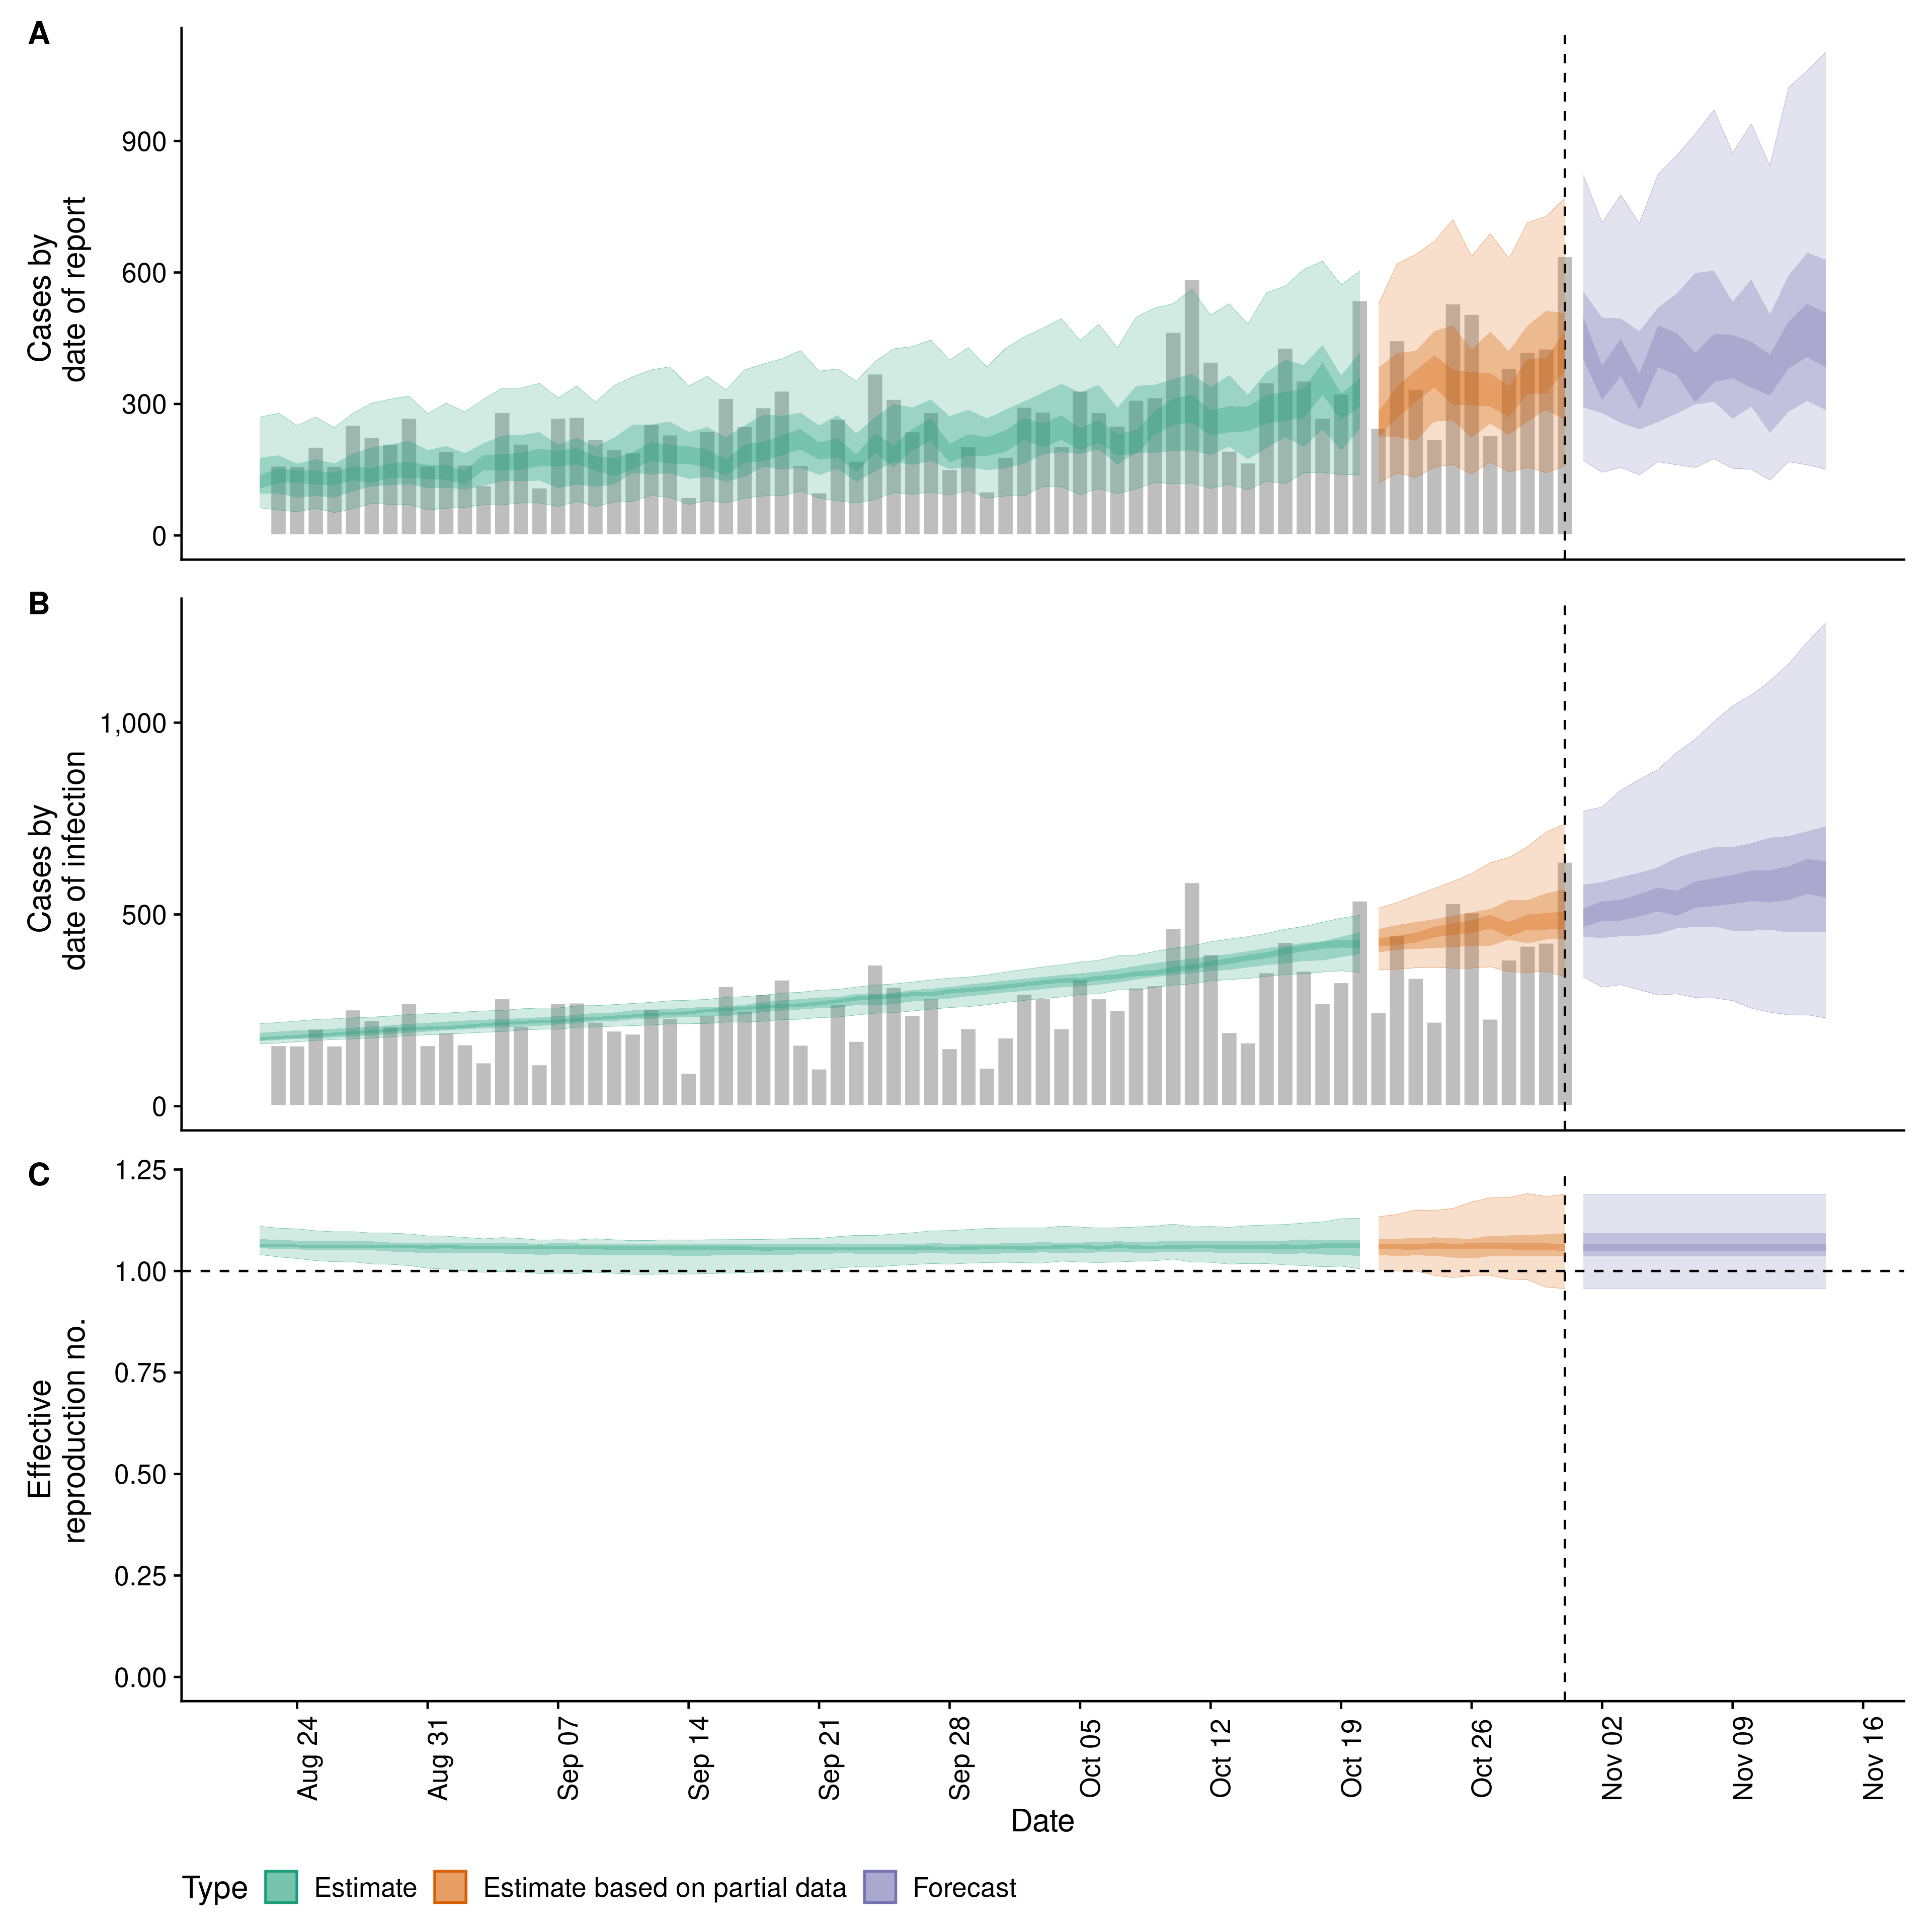 A
Cases by
date of report
900
600
300
0
B
Cases by
date of infection
1,000
500
0
C
Effective
reproduction no.
1.25
1.00
0.75
0.50
0.25
0.00
Aug 24
Aug 31
Sep 07
Sep 14
Sep 21
Sep 28
Oct 05
Oct 12
Oct 19
Oct 26
Nov 02
Nov 09
Nov 16
Date
Type Estimate Estimate based on partial data Forecast